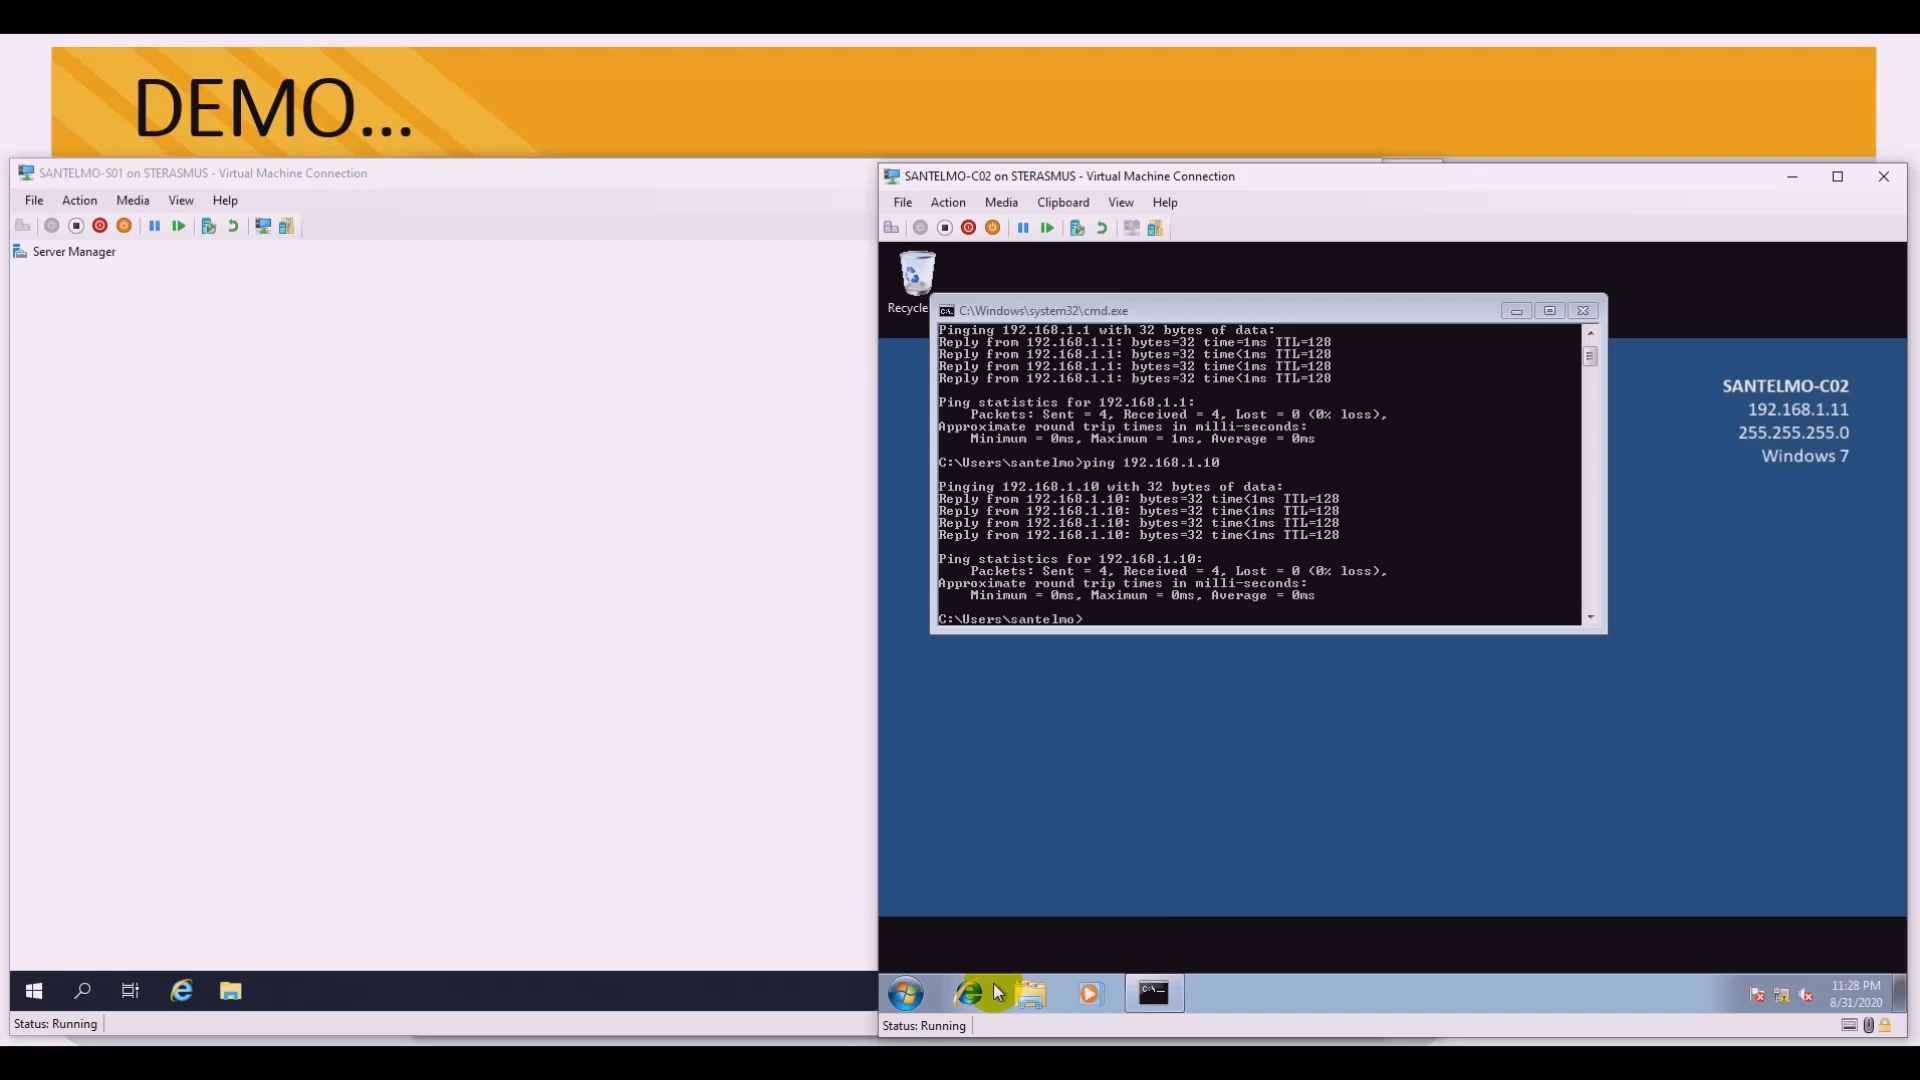 DEMO...
SANTELMO-S01 on STERASMUS - Virtual Machine Connection
File Action Media View Help
Server Manager
Status: Running
SANTELMO-C02 on STERASMUS - Virtual Machine Connection
File Action Media Clipboard View Help
Recycle
C:\Windows\system32\cmd.exe
Pinging 192.168.1.1 with 32 bytes of data:
Reply from 192.168.1.1: bytes=32 time=1ms TTL=128
Reply from 192.168.1.1: bytes=32 time<1ms TTL=128
Reply from 192.168.1.1: bytes=32 time<1ms TTL=128
Reply from 192.168.1.1: bytes=32 time<1ms TTL=128
Ping statistics for 192.168.1.1:
Packets: Sent = 4, Received = 4, Lost = 0 (0% loss),
Approximate round trip times in milli-seconds:
Minimum = 0ms, Maximum = 1ms, Average = 0ms
C:\Users\santelmo>ping 192.168.1.10
Pinging 192.168.1.10 with 32 bytes of data:
Reply from 192.168.1.10: bytes=32 time<1ms TTL=128
Reply from 192.168.1.10: bytes=32 time<1ms TTL=128
Reply from 192.168.1.10: bytes=32 time<1ms TTL=128
Reply from 192.168.1.10: bytes=32 time<1ms TTL=128
Ping statistics for 192.168.1.10:
Packets: Sent = 4, Received = 4, Lost = 0 (0% loss),
Approximate round trip times in milli-seconds:
Minimum = 0ms, Maximum = 0ms, Average = 0ms
C:\Users\santelmo>
SANTELMO-C02
192.168.1.11
255.255.255.0
Windows 7
C:\_
11:28 PM
8/31/2020
Status: Running